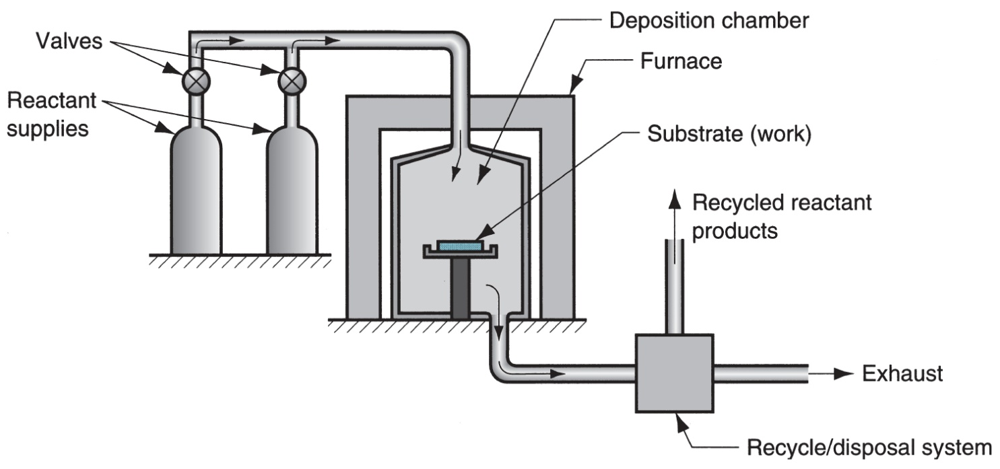 Deposition chamber
Valves
Furnace
Reactant
supplies
Substrate (work)
Recycled reactant
products
Exhaust
Recycle/disposal system